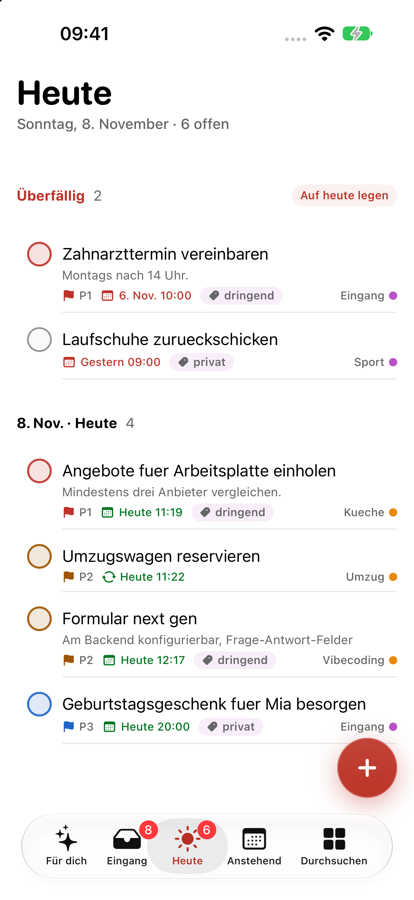 09:41
Heute
Sonntag, 8. November · 6 offen
Überfällig 2 Auf heute legen
Zahnarzttermin vereinbaren
Montags nach 14 Uhr.
P1 6. Nov. 10:00 dringend Eingang
Laufschuhe zurueckschicken
Gestern 09:00 privat Sport
8. Nov. · Heute 4
Angebote fuer Arbeitsplatte einholen
Mindestens drei Anbieter vergleichen.
P1 Heute 11:19 dringend Kueche
Umzugswagen reservieren
P2 Heute 11:22 Umzug
Formular next gen
Am Backend konfigurierbar, Frage-Antwort-Felder
P2 Heute 12:17 dringend Vibecoding
Geburtstagsgeschenk fuer Mia besorgen
P3 Heute 20:00 privat Eingang
8 6
Für dich Eingang Heute Anstehend Durchsuchen